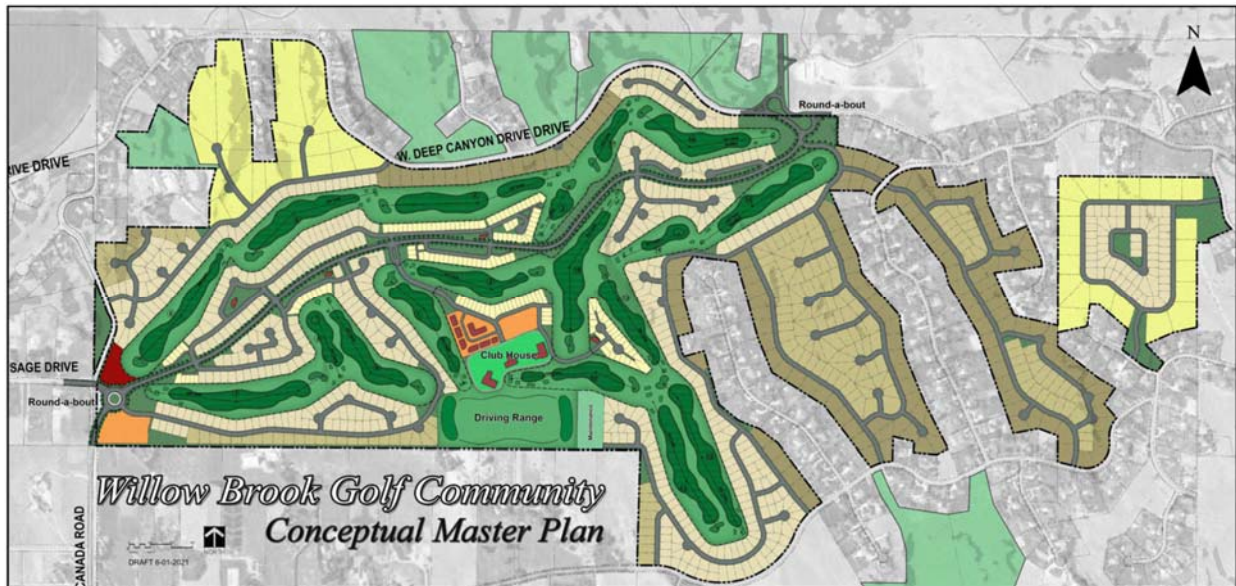 N
Round-a-bout
W. DEEP CANYON DRIVE DRIVE
RIVE DRIVE
Club House
SAGE DRIVE
Round-a-bout
Driving Range
Maintenance
Willow Brook Golf Community
Conceptual Master Plan
NORTH
DRAFT 6-01-2021
CANADA ROAD